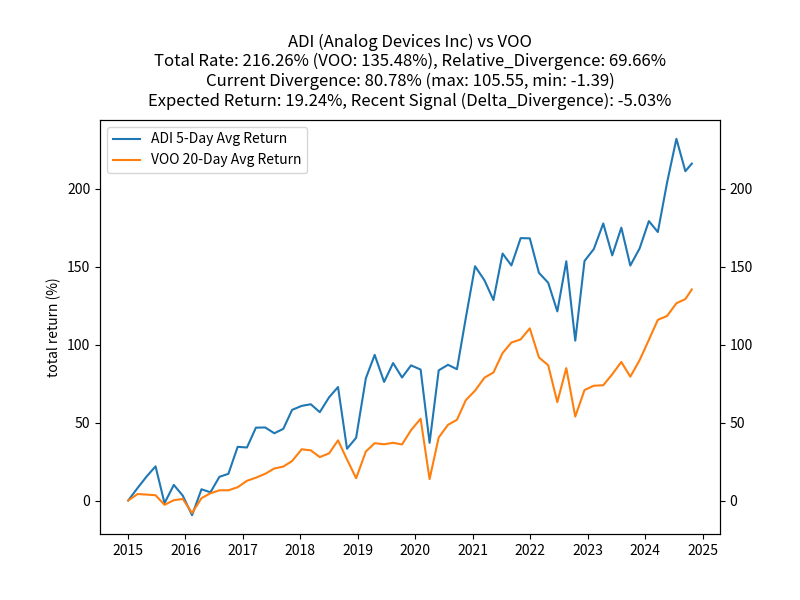 ADI (Analog Devices Inc) vs VOO
Total Rate: 216.26% (VOO: 135.48%), Relative_Divergence: 69.66%
Current Divergence: 80.78% (max: 105.55, min: -1.39)
Expected Return: 19.24%, Recent Signal (Delta_Divergence): -5.03%
ADI 5-Day Avg Return
VOO 20-Day Avg Return
total return (%)
200
150
100
50
0
200
150
100
50
0
2015 2016 2017 2018 2019 2020 2021 2022 2023 2024 2025